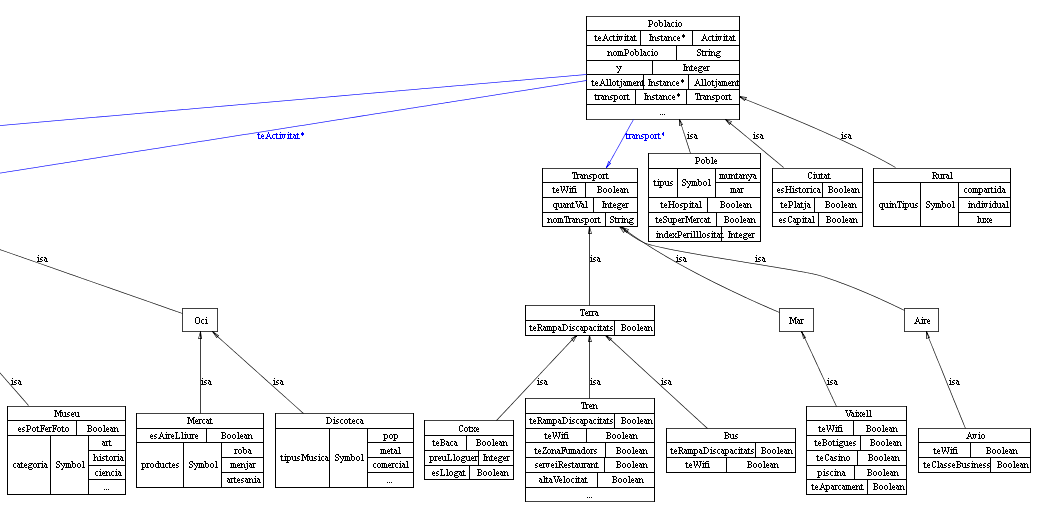 Poblacio
teActivitat Instance* Activitat
nomPoblacio String
y Integer
teAllotjament Instance* Allotjament
transport Instance* Transport
...
teActivitat*
transport*
isa
isa
isa
Transport
teWifi Boolean
quantVal Integer
nomTransport String
Poble
tipus Symbol muntanya
mar
teHospital Boolean
teSuperMercat Boolean
indexPerilllositat Integer
Ciutat
esHistorica Boolean
tePlatja Boolean
esCapital Boolean
Rural
quinTipus Symbol compartida
individual
luxe
isa
isa
isa
isa
Oci
Terra
teRampaDiscapacitats Boolean
Mar
Aire
isa
isa
isa
isa
isa
isa
isa
Museu
esPotFerFoto Boolean
categoria Symbol art
historia
ciencia
...
Mercat
esAireLliure Boolean
productes Symbol roba
menjar
artesania
Discoteca
tipusMusica Symbol pop
metal
comercial
...
Cotxe
teBaca Boolean
preuLloguer Integer
esLlogat Boolean
Tren
teRampaDiscapacitats Boolean
teWifi Boolean
teZonaFumadors Boolean
serveiRestaurant Boolean
altaVelocitat Boolean
...
Bus
teRampaDiscapacitats Boolean
teWifi Boolean
Vaixell
teWifi Boolean
teBotigues Boolean
teCasino Boolean
piscina Boolean
teAparcament Boolean
Avio
teWifi Boolean
teClasseBusiness Boolean